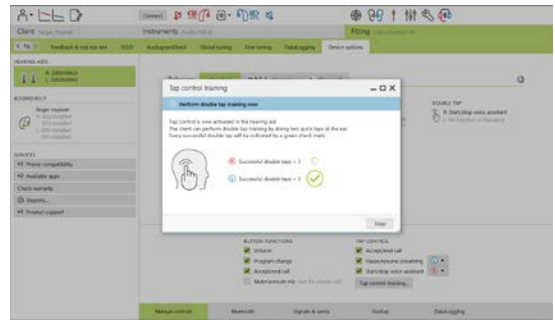 Connect
Client
Instruments
Fitting
Feedback & real ear test
AudiogramDirect
Global tuning
Fine tuning
DataLogging
Device options
HEARING AIDS
Roger receiver
SERVICES
Phone compatibility
Available apps
Check warranty
Reports...
Product support
Tap control training
Perform double tap training now
Tap control is now activated in the hearing aid.
The client can perform double tap training by doing two quick taps at the ear.
Every successful double tap will be indicated by a green check mark.
Successful double taps = 2
Successful double taps = 3
Stop
DOUBLE TAP
R: Start/stop voice assistant
BUTTON FUNCTIONS
Volume
Program change
Accept/end call
TAP CONTROL
Accept/end call
Pause/resume streaming
Start/stop voice assistant
Tap control training...
Manual controls
Bluetooth
Signals & alerts
Startup
DataLogging